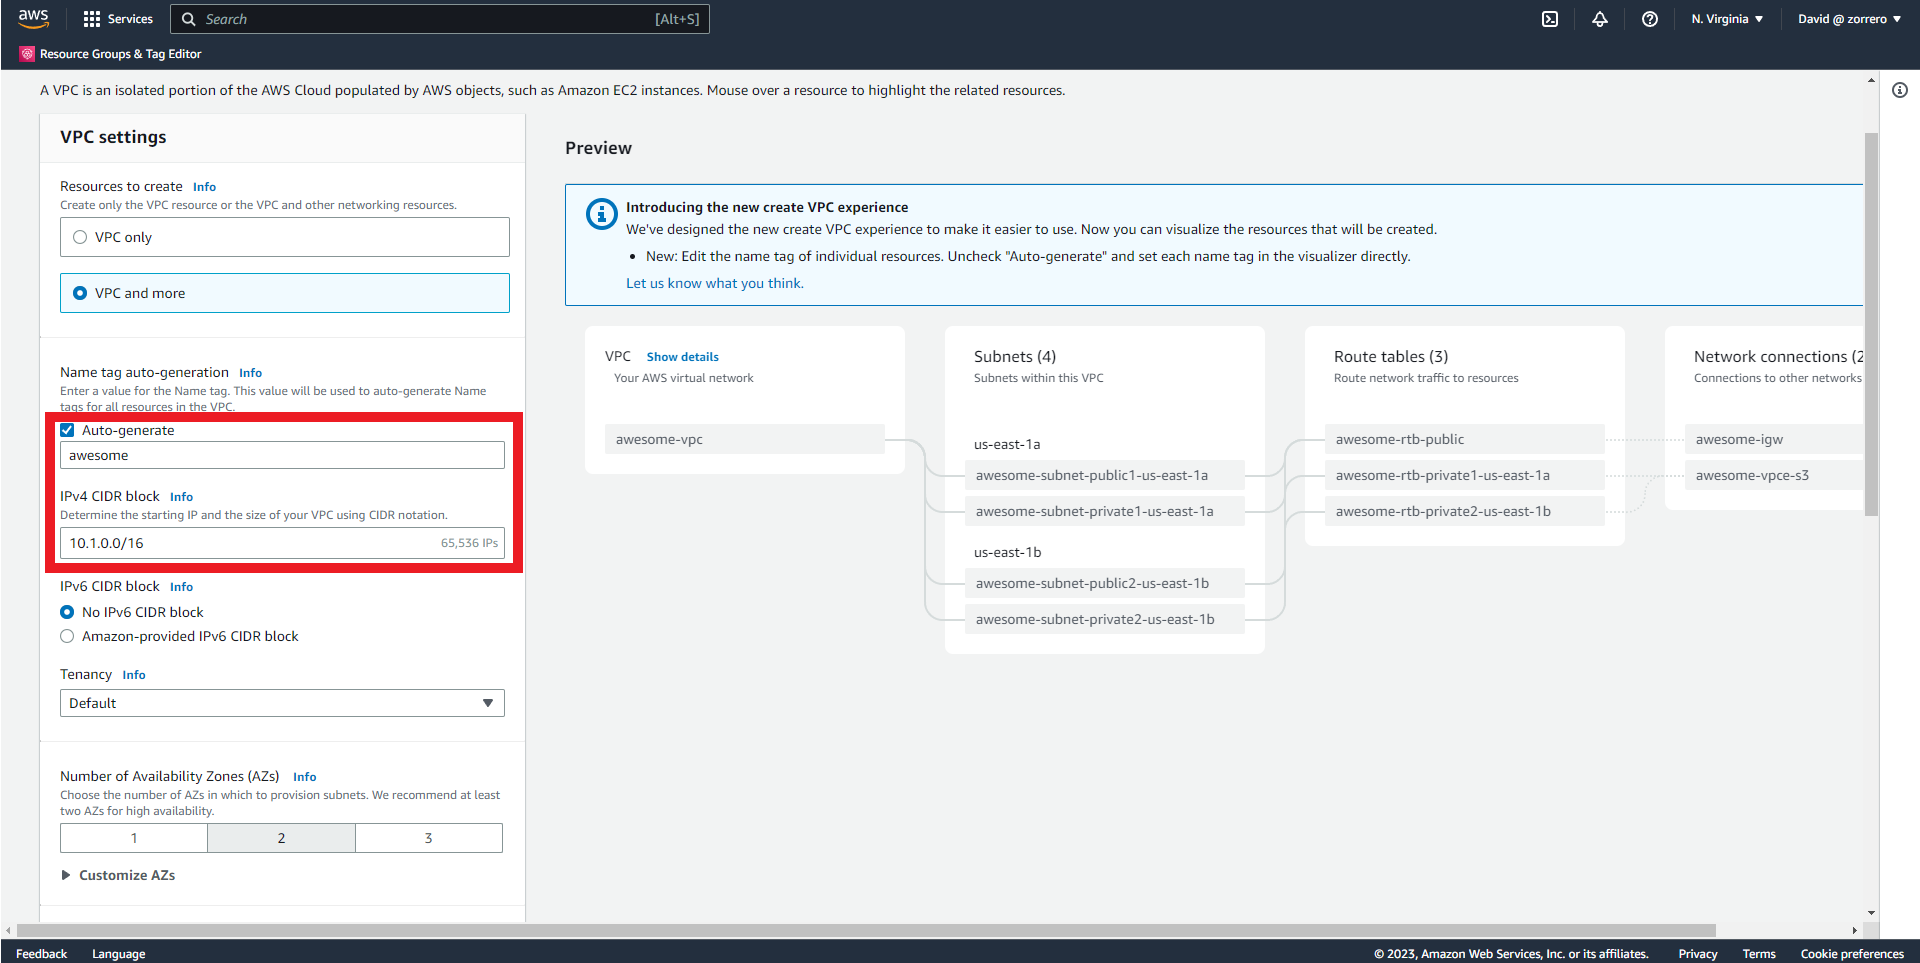 aws
Services
Search
[Alt+S]
N. Virginia
David @ zorrero
Resource Groups & Tag Editor
A VPC is an isolated portion of the AWS Cloud populated by AWS objects, such as Amazon EC2 instances. Mouse over a resource to highlight the related resources.
VPC settings
Resources to create Info
Create only the VPC resource or the VPC and other networking resources.
VPC only
VPC and more
Name tag auto-generation Info
Enter a value for the Name tag. This value will be used to auto-generate Name
tags for all resources in the VPC.
Auto-generate
awesome
IPv4 CIDR block Info
Determine the starting IP and the size of your VPC using CIDR notation.
10.1.0.0/16
65,536 IPs
IPv6 CIDR block Info
No IPv6 CIDR block
Amazon-provided IPv6 CIDR block
Tenancy Info
Default
Number of Availability Zones (AZs) Info
Choose the number of AZs in which to provision subnets. We recommend at least
two AZs for high availability.
1
2
3
Customize AZs
Preview
Introducing the new create VPC experience
We've designed the new create VPC experience to make it easier to use. Now you can visualize the resources that will be created.
• New: Edit the name tag of individual resources. Uncheck "Auto-generate" and set each name tag in the visualizer directly.
Let us know what you think.
VPC Show details
Your AWS virtual network
awesome-vpc
Subnets (4)
Subnets within this VPC
us-east-1a
awesome-subnet-public1-us-east-1a
awesome-subnet-private1-us-east-1a
us-east-1b
awesome-subnet-public2-us-east-1b
awesome-subnet-private2-us-east-1b
Route tables (3)
Route network traffic to resources
awesome-rtb-public
awesome-rtb-private1-us-east-1a
awesome-rtb-private2-us-east-1b
Network connections (2
Connections to other networks
awesome-igw
awesome-vpce-s3
Feedback
Language
© 2023, Amazon Web Services, Inc. or its affiliates.
Privacy
Terms
Cookie preferences